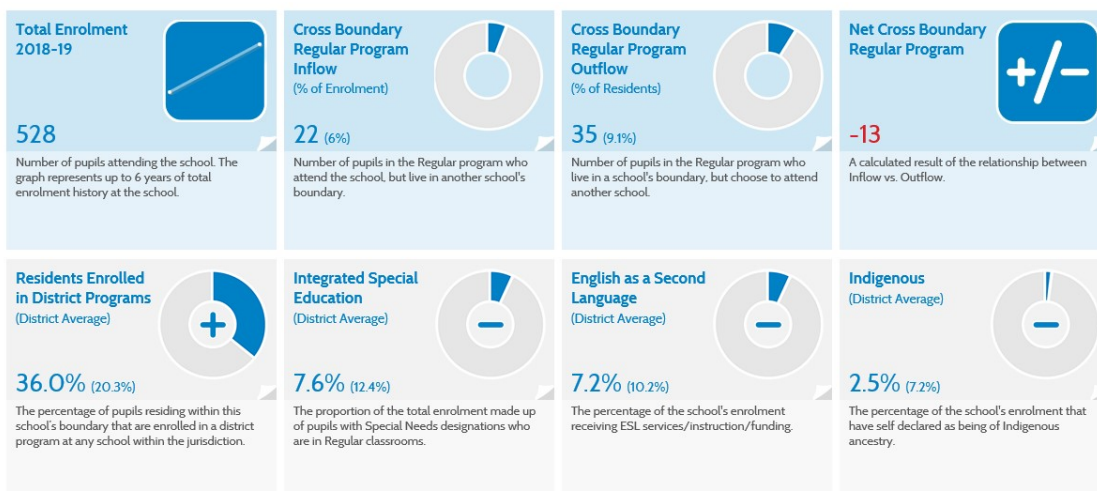 Total Enrolment
2018-19
528
Number of pupils attending the school. The
graph represents up to 6 years of total
enrolment history at the school.
Cross Boundary
Regular Program
Inflow
(% of Enrolment)
22 (6%)
Number of pupils in the Regular program who
attend the school, but live in another school's
boundary.
Cross Boundary
Regular Program
Outflow
(% of Residents)
35 (9.1%)
Number of pupils in the Regular program who
live in a school's boundary, but choose to attend
another school.
Net Cross Boundary
Regular Program
+/-
-13
A calculated result of the relationship between
Inflow vs. Outflow.
Residents Enrolled
in District Programs
(District Average)
+
36.0% (20.3%)
The percentage of pupils residing within this
school's boundary that are enrolled in a district
program at any school within the jurisdiction.
Integrated Special
Education
(District Average)
-
7.6% (12.4%)
The proportion of the total enrolment made up
of pupils with Special Needs designations who
are in Regular classrooms.
English as a Second
Language
(District Average)
-
7.2% (10.2%)
The percentage of the school's enrolment
receiving ESL services/instruction/funding.
Indigenous
(District Average)
-
2.5% (7.2%)
The percentage of the school's enrolment that
have self declared as being of Indigenous
ancestry.